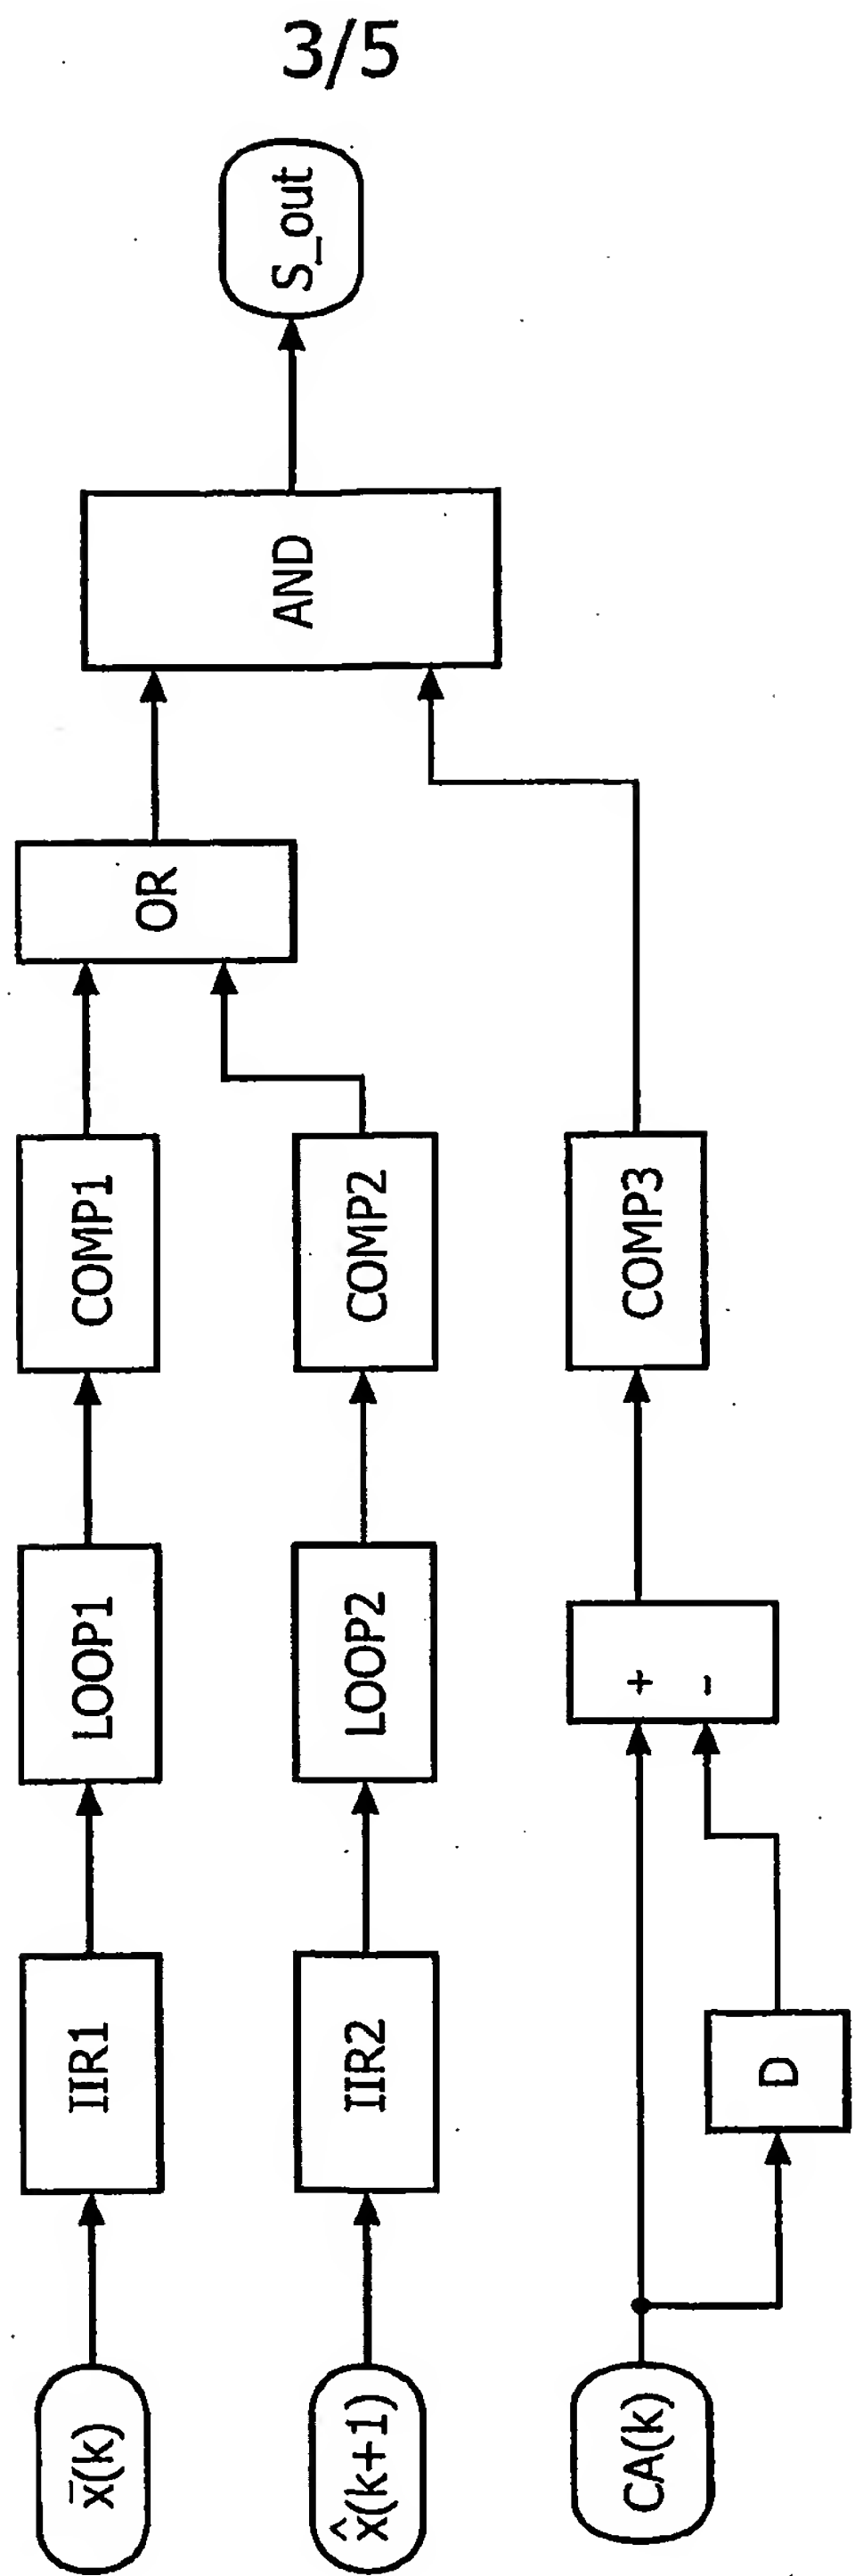 3/5
x̄(k)
IIR1
LOOP1
COMP1
OR
x̂(k+1)
IIR2
LOOP2
COMP2
AND
S_out
CA(k)
D
+
-
COMP3